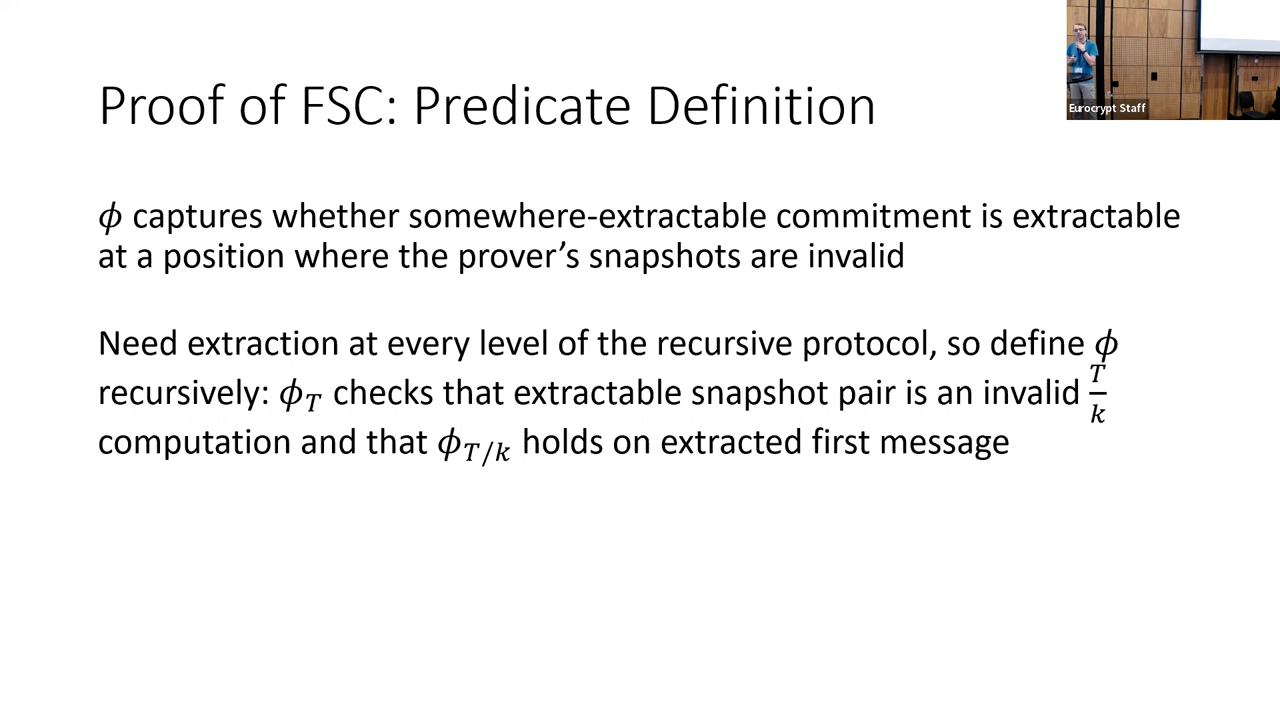 Proof of FSC: Predicate Definition
Eurocrypt Staff
𝜙 captures whether somewhere-extractable commitment is extractable
at a position where the prover’s snapshots are invalid
Need extraction at every level of the recursive protocol, so define 𝜙
recursively: 𝜙_T checks that extractable snapshot pair is an invalid T/k
computation and that 𝜙_{T/k} holds on extracted first message